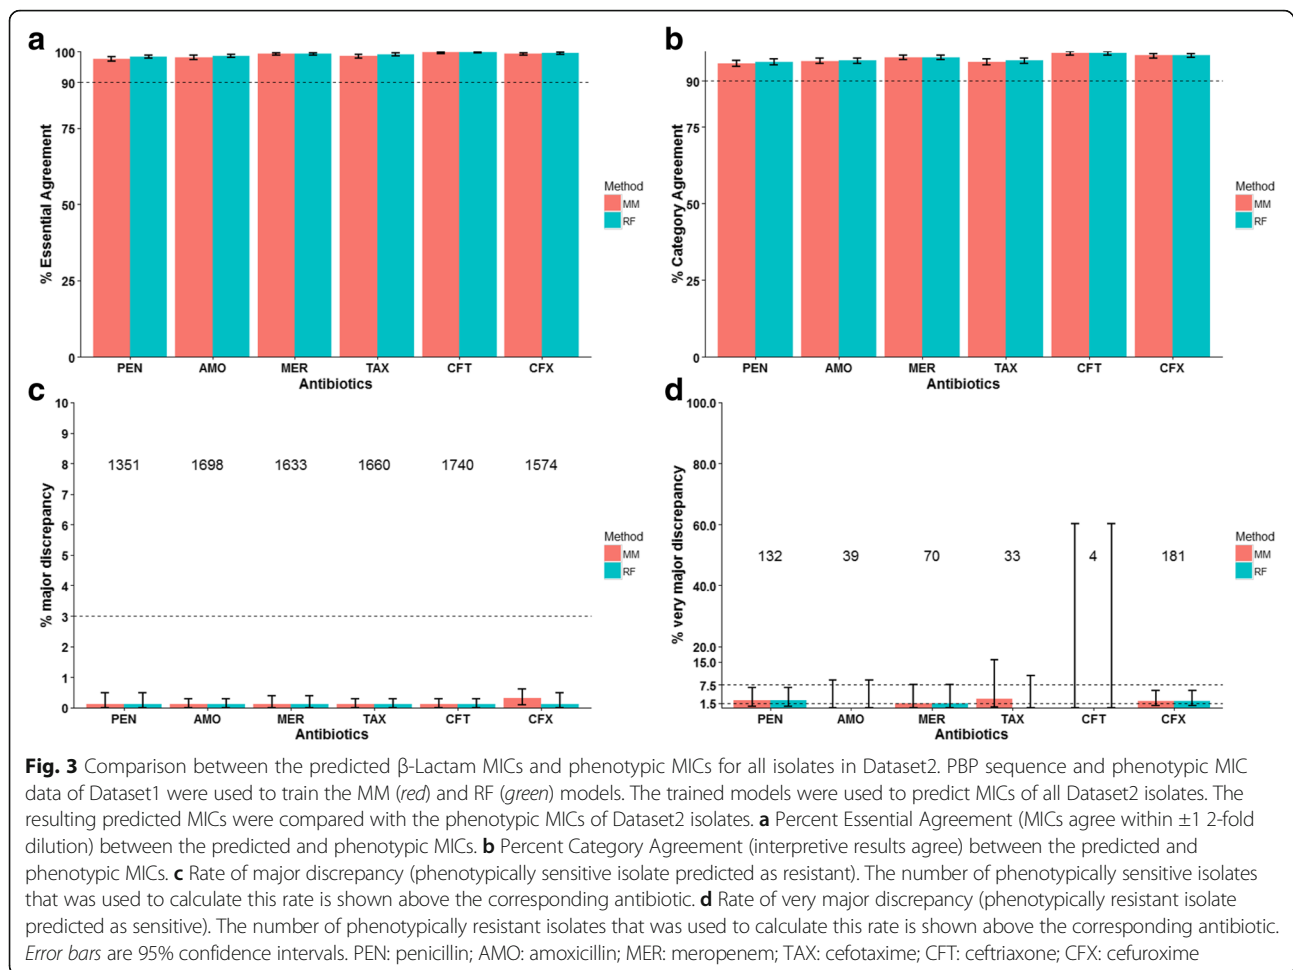 a
100
90
75
50
25
0
% Essential Agreement
PEN AMO MER TAX CFT CFX
Antibiotics
Method
MM
RF
b
90
75
50
25
0
% Category Agreement
PEN AMO MER TAX CFT CFX
Antibiotics
Method
MM
RF
c
10
9
8
7
6
5
4
3
2
1
0
% major discrepancy
1351 1698 1633 1660 1740 1574
PEN AMO MER TAX CFT CFX
Antibiotics
Method
MM
RF
d
100.0
80.0
60.0
40.0
20.0
15.0
7.5
1.5
% very major discrepancy
132 39 70 33 4 181
PEN AMO MER TAX CFT CFX
Antibiotics
Method
MM
RF
Fig. 3 Comparison between the predicted β-Lactam MICs and phenotypic MICs for all isolates in Dataset2. PBP sequence and phenotypic MIC
data of Dataset1 were used to train the MM (red) and RF (green) models. The trained models were used to predict MICs of all Dataset2 isolates. The
resulting predicted MICs were compared with the phenotypic MICs of Dataset2 isolates. a Percent Essential Agreement (MICs agree within ±1 2-fold
dilution) between the predicted and phenotypic MICs. b Percent Category Agreement (interpretive results agree) between the predicted and
phenotypic MICs. c Rate of major discrepancy (phenotypically sensitive isolate predicted as resistant). The number of phenotypically sensitive isolates
that was used to calculate this rate is shown above the corresponding antibiotic. d Rate of very major discrepancy (phenotypically resistant isolate
predicted as sensitive). The number of phenotypically resistant isolates that was used to calculate this rate is shown above the corresponding antibiotic.
Error bars are 95% confidence intervals. PEN: penicillin; AMO: amoxicillin; MER: meropenem; TAX: cefotaxime; CFT: ceftriaxone; CFX: cefuroxime